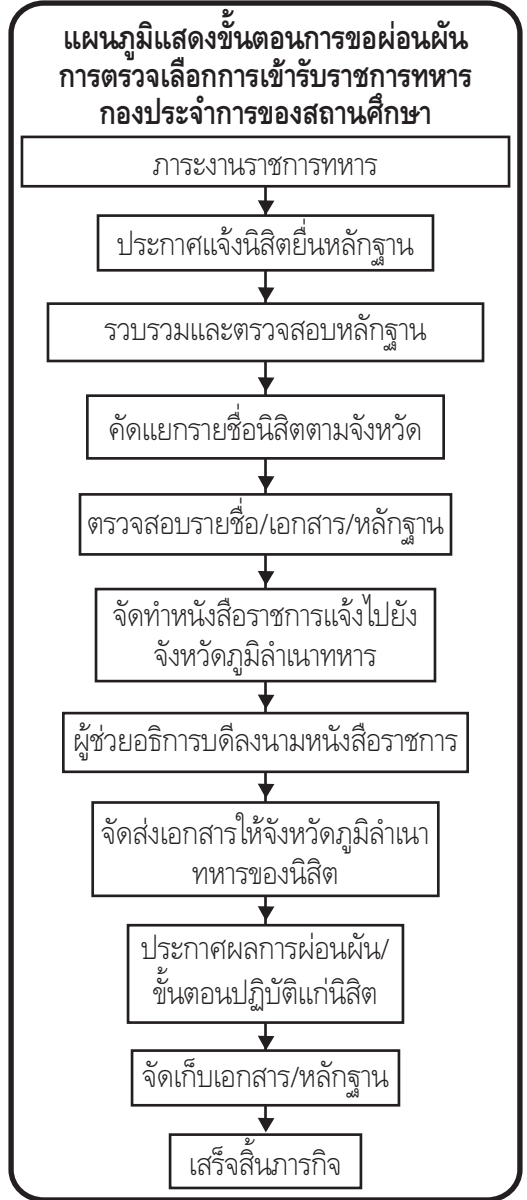 แผนภูมิแสดงขั้นตอนการขอผ่อนผัน
การตรวจเลือกการเข้ารับราชการทหาร
กองประจำการของสถานศึกษา
ภาระงานราชการทหาร
ประกาศแจ้งนิสิตยื่นหลักฐาน
รวบรวมและตรวจสอบหลักฐาน
คัดแยกรายชื่อนิสิตตามจังหวัด
ตรวจสอบรายชื่อ/เอกสาร/หลักฐาน
จัดทำหนังสือราชการแจ้งไปยัง
จังหวัดภูมิลำเนาทหาร
ผู้ช่วยอธิการบดีลงนามหนังสือราชการ
จัดส่งเอกสารให้จังหวัดภูมิลำเนา
ทหารของนิสิต
ประกาศผลการผ่อนผัน/
ขั้นตอนปฏิบัติแก่นิสิต
จัดเก็บเอกสาร/หลักฐาน
เสร็จสิ้นภารกิจ